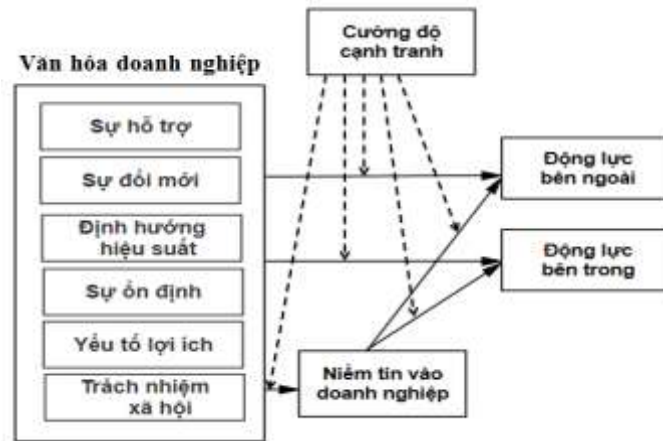 Cường độ
cạnh tranh
Văn hóa doanh nghiệp
Sự hỗ trợ
Sự đổi mới
Định hướng
hiệu suất
Sự ổn định
Yếu tố lợi ích
Trách nhiệm
xã hội
Động lực
bên ngoài
Động lực
bên trong
Niềm tin vào
doanh nghiệp